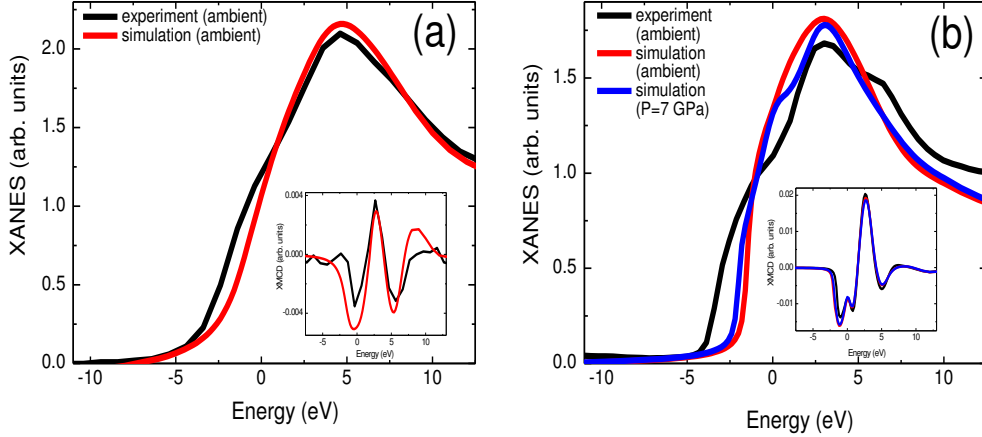 (a)
experiment (ambient)
simulation (ambient)
XANES (arb. units)
2.0
1.5
1.0
0.5
0.0
-10 -5 0 5 10
Energy (eV)
XMCD (arb. units)
0.004
0.000
-0.004
-5 0 5 10
Energy (eV)
(b)
experiment
(ambient)
simulation
(ambient)
simulation
(P=7 GPa)
XANES (arb. units)
2.0
1.5
1.0
0.5
0.0
-10 -5 0 5 10
Energy (eV)
XMCD (arb. units)
0.02
0.01
0.00
-0.01
-5 0 5 10
Energy (eV)